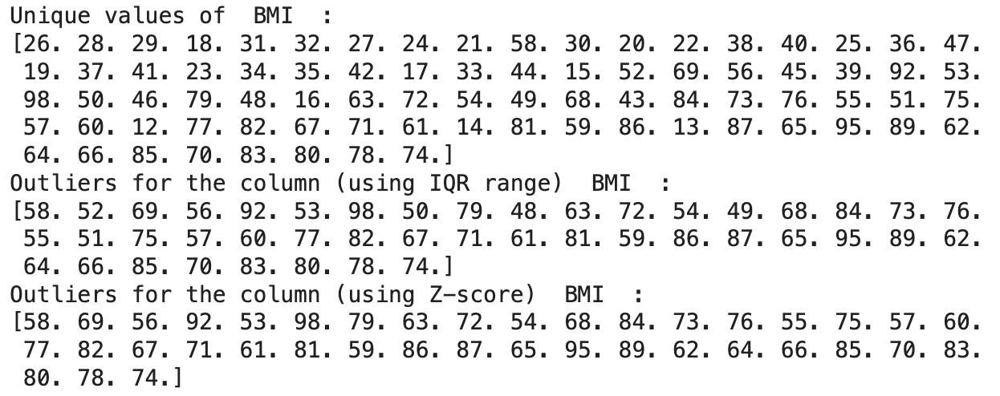 Unique values of  BMI  :
[26. 28. 29. 18. 31. 32. 27. 24. 21. 58. 30. 20. 22. 38. 40. 25. 36. 47.
 19. 37. 41. 23. 34. 35. 42. 17. 33. 44. 15. 52. 69. 56. 45. 39. 92. 53.
 98. 50. 46. 79. 48. 16. 63. 72. 54. 49. 68. 43. 84. 73. 76. 55. 51. 75.
 57. 60. 12. 77. 82. 67. 71. 61. 14. 81. 59. 86. 13. 87. 65. 95. 89. 62.
 64. 66. 85. 70. 83. 80. 78. 74.]
Outliers for the column (using IQR range)  BMI  :
[58. 52. 69. 56. 92. 53. 98. 50. 79. 48. 63. 72. 54. 49. 68. 84. 73. 76.
 55. 51. 75. 57. 60. 77. 82. 67. 71. 61. 81. 59. 86. 87. 65. 95. 89. 62.
 64. 66. 85. 70. 83. 80. 78. 74.]
Outliers for the column (using Z-score)  BMI  :
[58. 69. 56. 92. 53. 98. 79. 63. 72. 54. 68. 84. 73. 76. 55. 75. 57. 60.
 77. 82. 67. 71. 61. 81. 59. 86. 87. 65. 95. 89. 62. 64. 66. 85. 70. 83.
 80. 78. 74.]